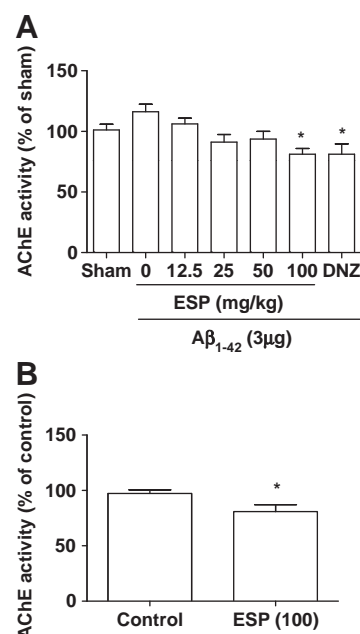 A
AChE activity (% of sham)
150
100
50
0
* *
Sham 0 12.5 25 50 100 DNZ
ESP (mg/kg)
Aβ1-42 (3μg)
B
AChE activity (% of control)
150
100
50
0
*
Control ESP (100)